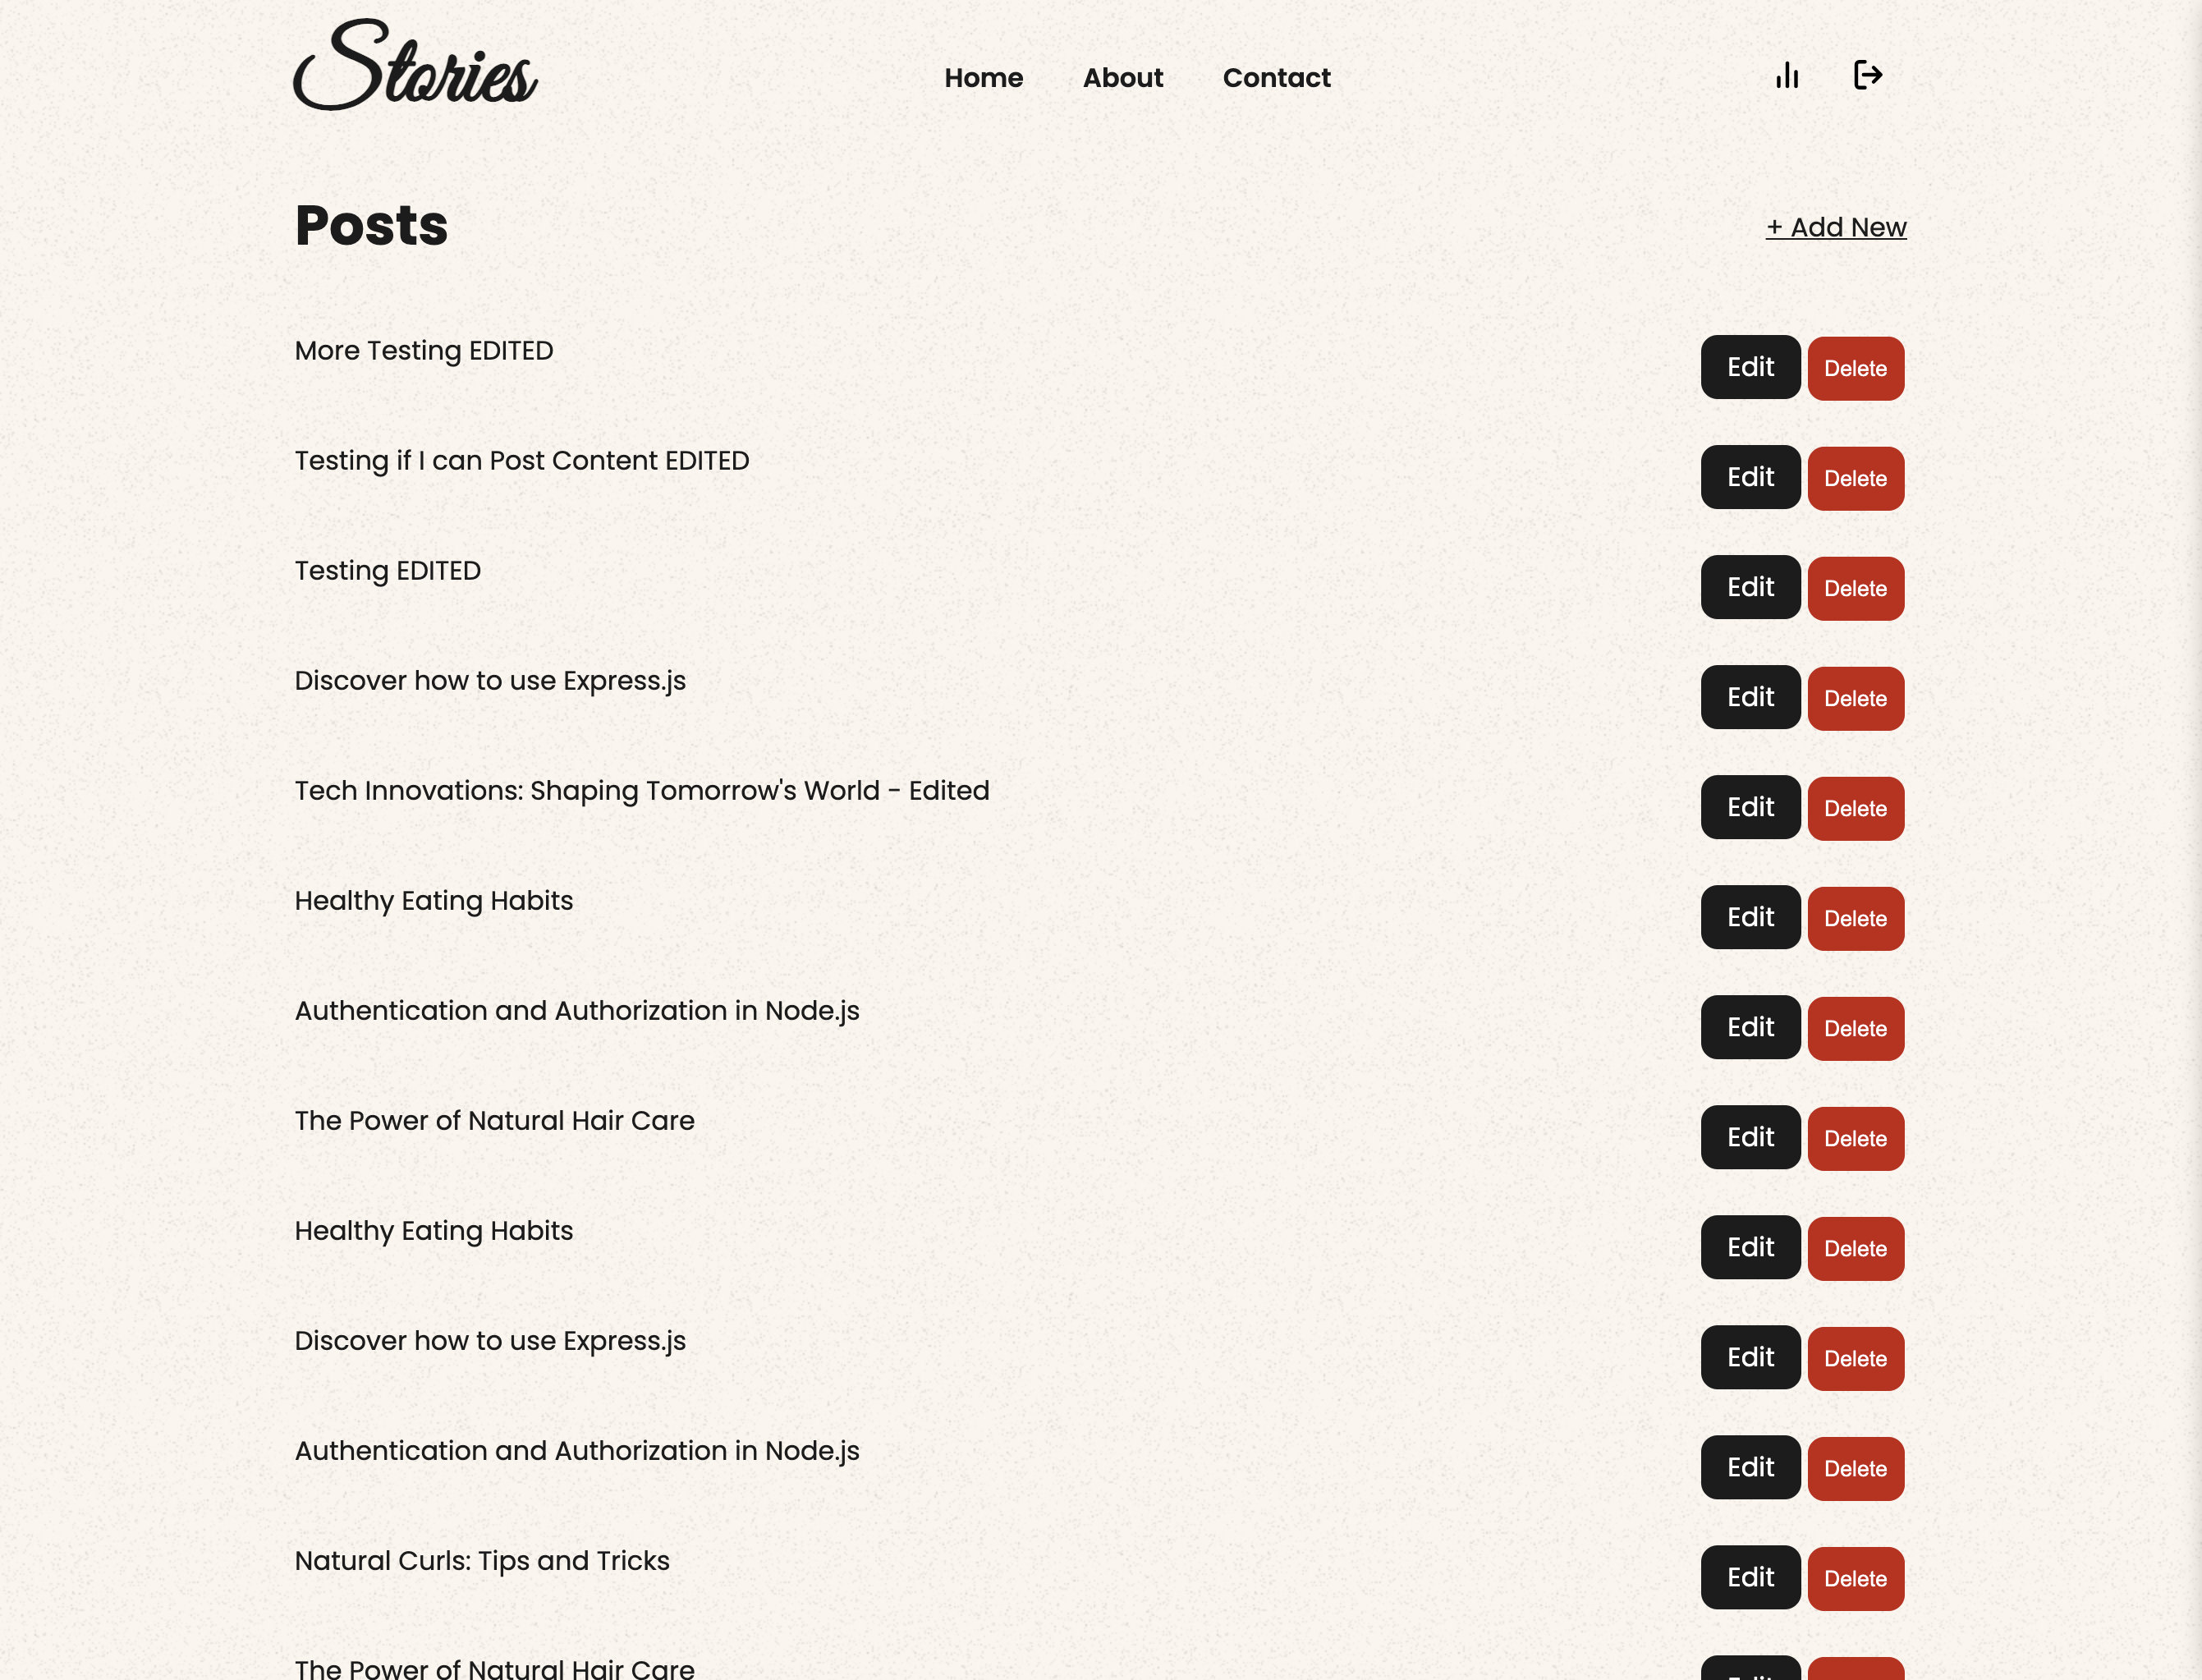 Stories
Home About Contact
Posts
+ Add New
More Testing EDITED Edit Delete
Testing if I can Post Content EDITED Edit Delete
Testing EDITED Edit Delete
Discover how to use Express.js Edit Delete
Tech Innovations: Shaping Tomorrow's World - Edited Edit Delete
Healthy Eating Habits Edit Delete
Authentication and Authorization in Node.js Edit Delete
The Power of Natural Hair Care Edit Delete
Healthy Eating Habits Edit Delete
Discover how to use Express.js Edit Delete
Authentication and Authorization in Node.js Edit Delete
Natural Curls: Tips and Tricks Edit Delete
The Power of Natural Hair Care